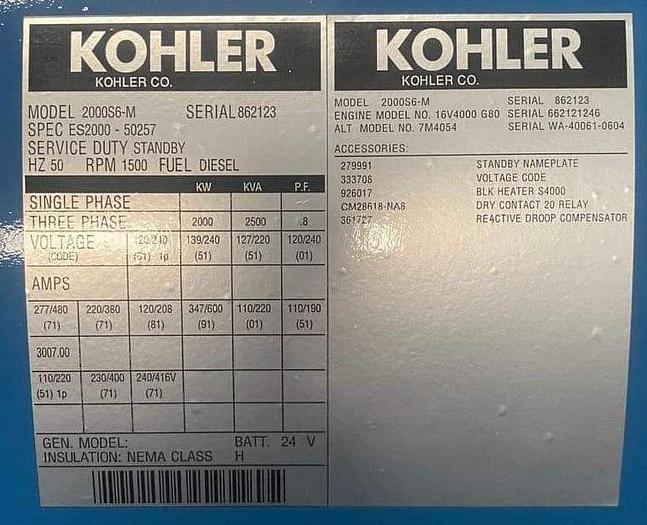 KOHLER
KOHLER CO.
MODEL 2000S6-M SERIAL 862123
SPEC ES2000 - 50257
SERVICE DUTY STANDBY
HZ 50 RPM 1500 FUEL DIESEL
KW KVA P.F.
SINGLE PHASE
THREE PHASE 2000 2500 .8
VOLTAGE 120/240 139/240 127/220 120/240
(CODE) (51) 1p (51) (51) (01)
AMPS
277/480 220/380 120/208 347/600 110/220 110/190
(71) (71) (81) (91) (01) (51)
3007.00
110/220 230/400 240/416V
(51) 1p (71) (71)
GEN. MODEL: BATT. 24 V
INSULATION: NEMA CLASS H
KOHLER
KOHLER CO.
MODEL 2000S6-M SERIAL 862123
ENGINE MODEL NO. 16V4000 G80 SERIAL 662121246
ALT MODEL NO. 7M4054 SERIAL WA-40061-0604
ACCESSORIES:
279991 STANDBY NAMEPLATE
333708 VOLTAGE CODE
926017 BLK HEATER S4000
CM28618-NA8 DRY CONTACT 20 RELAY
361727 REACTIVE DROOP COMPENSATOR